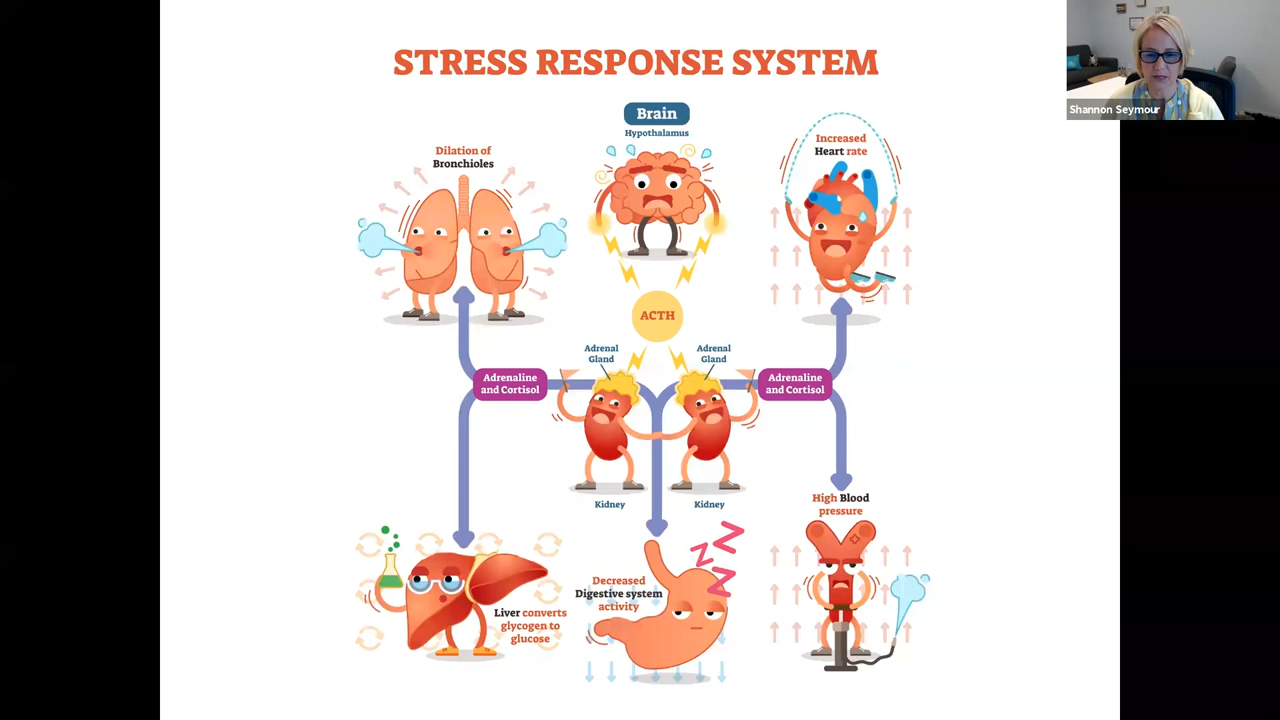 STRESS RESPONSE SYSTEM
Shannon Seymour
Brain
Hypothalamus
Dilation of
Bronchioles
Increased
Heart rate
ACTH
Adrenal
Gland
Adrenal
Gland
Adrenaline
and Cortisol
Adrenaline
and Cortisol
Kidney
Kidney
High Blood
pressure
Liver converts
glycogen to
glucose
Decreased
Digestive system
activity
Z
Z
Z